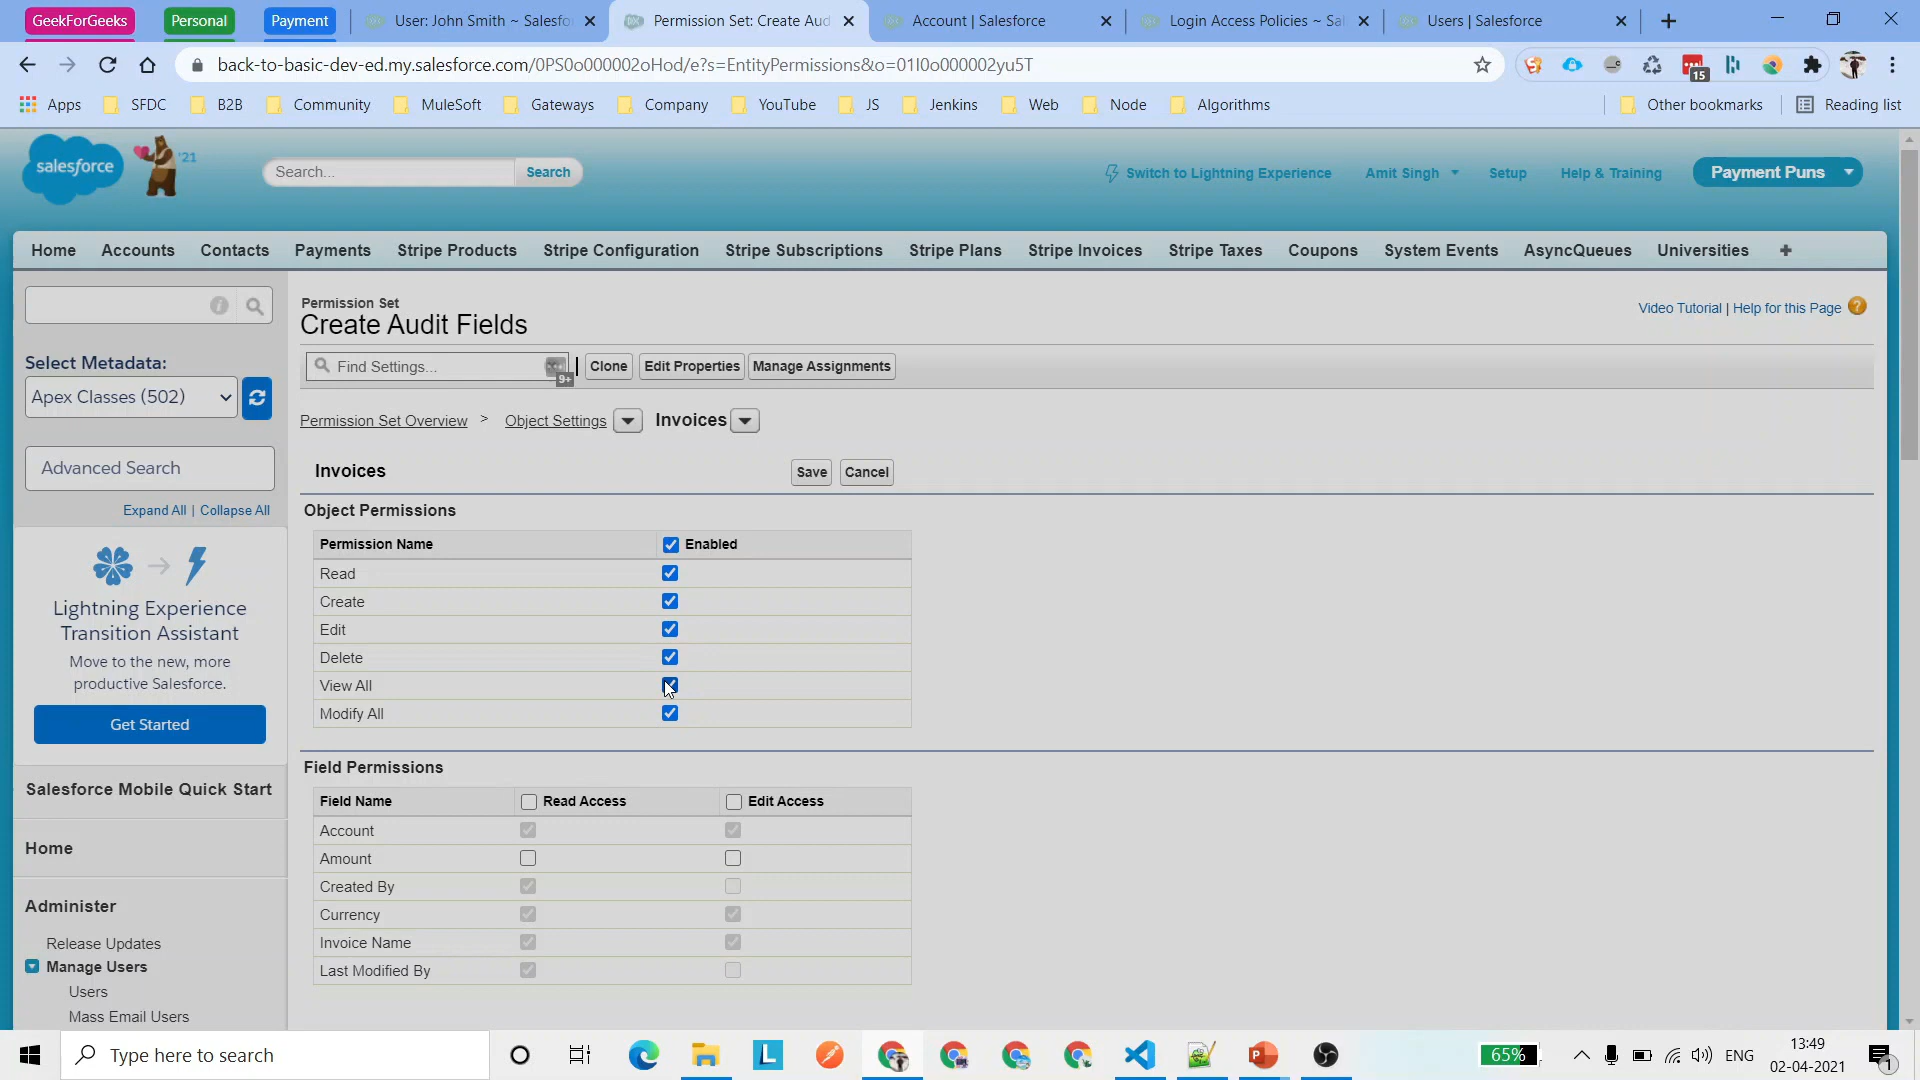 GeekForGeeks
Personal
Payment
User: John Smith ~ Salesfo
Permission Set: Create Aud
Account | Salesforce
Login Access Policies ~ Sal
Users | Salesforce
back-to-basic-dev-ed.my.salesforce.com/0PS0o000002oHod/e?s=EntityPermissions&o=01I0o000002yu5T
15
Apps
SFDC
B2B
Community
MuleSoft
Gateways
Company
YouTube
JS
Jenkins
Web
Node
Algorithms
Other bookmarks
Reading list
salesforce
'21
Search...
Search
Switch to Lightning Experience
Amit Singh
Setup
Help & Training
Payment Puns
Home
Accounts
Contacts
Payments
Stripe Products
Stripe Configuration
Stripe Subscriptions
Stripe Plans
Stripe Invoices
Stripe Taxes
Coupons
System Events
AsyncQueues
Universities
+
Select Metadata:
Apex Classes (502)
Advanced Search
Expand All | Collapse All
Lightning Experience
Transition Assistant
Move to the new, more
productive Salesforce.
Get Started
Salesforce Mobile Quick Start
Home
Administer
Release Updates
Manage Users
Users
Mass Email Users
Permission Set
Create Audit Fields
Video Tutorial | Help for this Page
Find Settings...
9+
Clone
Edit Properties
Manage Assignments
Permission Set Overview > Object Settings Invoices
Invoices
Save
Cancel
Object Permissions
Permission Name Enabled
Read
Create
Edit
Delete
View All
Modify All
Field Permissions
Field Name Read Access Edit Access
Account
Amount
Created By
Currency
Invoice Name
Last Modified By
Type here to search
65%
ENG
13:49
02-04-2021
1